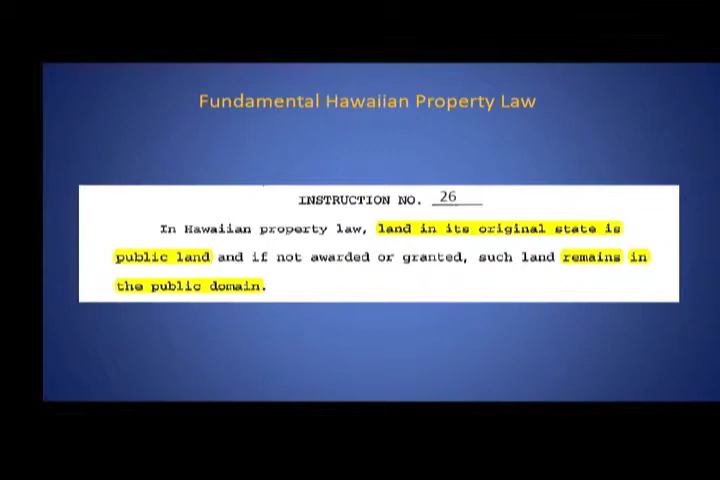 Fundamental Hawaiian Property Law
INSTRUCTION NO. 26
In Hawaiian property law, land in its original state is
public land and if not awarded or granted, such land remains in
the public domain.